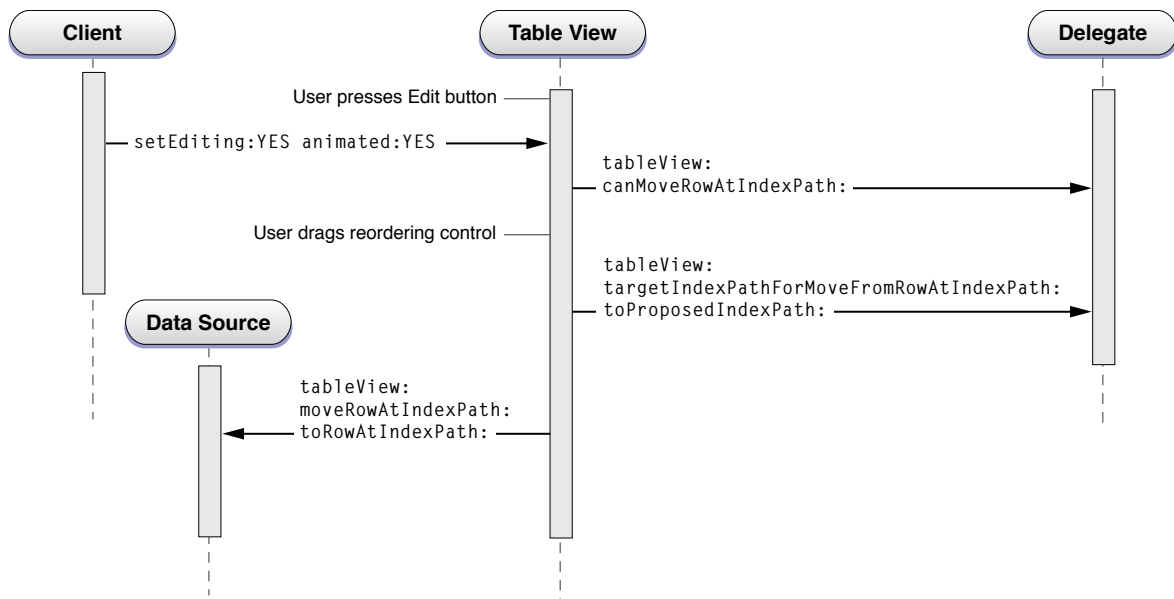 Client
Table View
Delegate
User presses Edit button
setEditing:YES animated:YES
tableView:
canMoveRowAtIndexPath:
User drags reordering control
tableView:
targetIndexPathForMoveFromRowAtIndexPath:
toProposedIndexPath:
Data Source
tableView:
moveRowAtIndexPath:
toRowAtIndexPath: